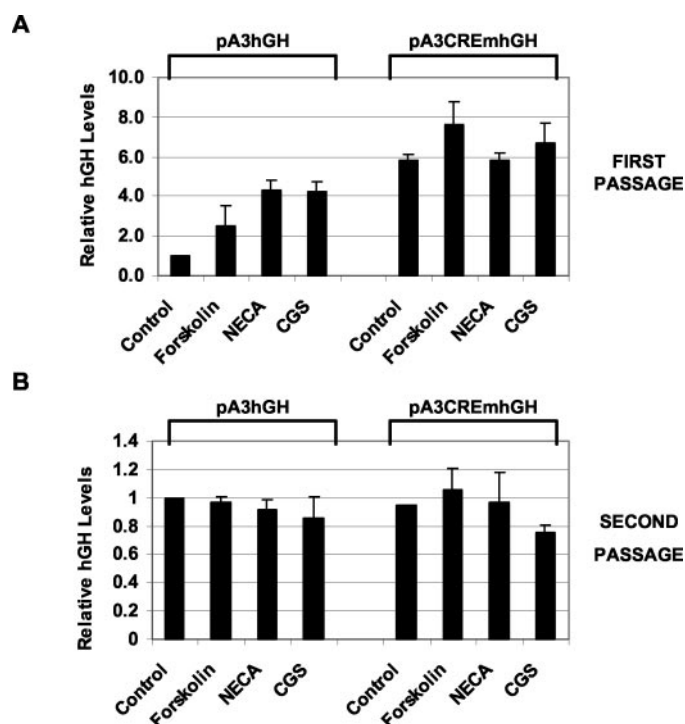 A
pA3hGH pA3CREmhGH
Relative hGH Levels
10.0
8.0
6.0
4.0
2.0
0.0
Control Forskolin NECA CGS Control Forskolin NECA CGS
FIRST
PASSAGE
B
pA3hGH pA3CREmhGH
Relative hGH Levels
1.4
1.2
1
0.8
0.6
0.4
0.2
0
Control Forskolin NECA CGS Control Forskolin NECA CGS
SECOND
PASSAGE